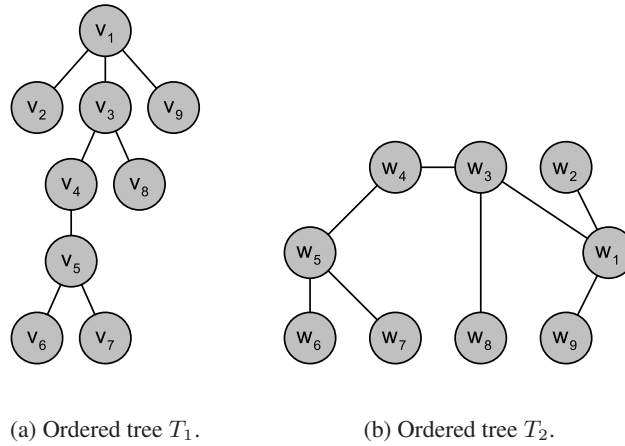 v1
v2 v3 v9
v4 v8
v5
v6 v7
w4 w3 w2
w5 w1
w6 w7 w8 w9
(a) Ordered tree T1.
(b) Ordered tree T2.